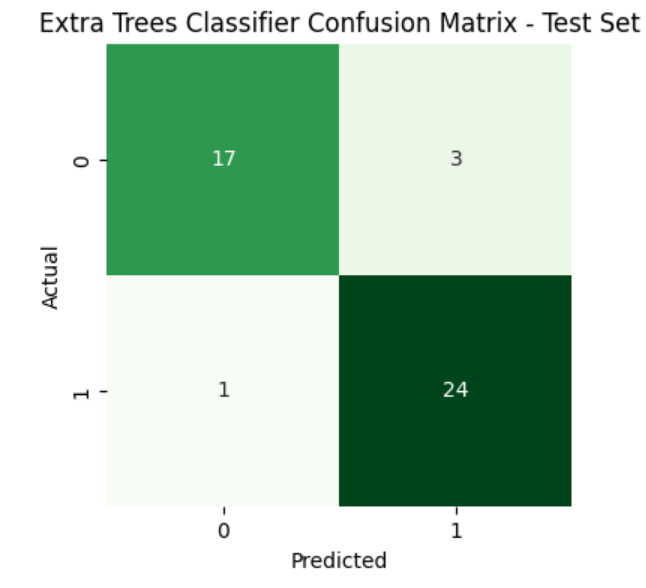 Extra Trees Classifier Confusion Matrix - Test Set
0
17
3
Actual
1
1
24
0
1
Predicted